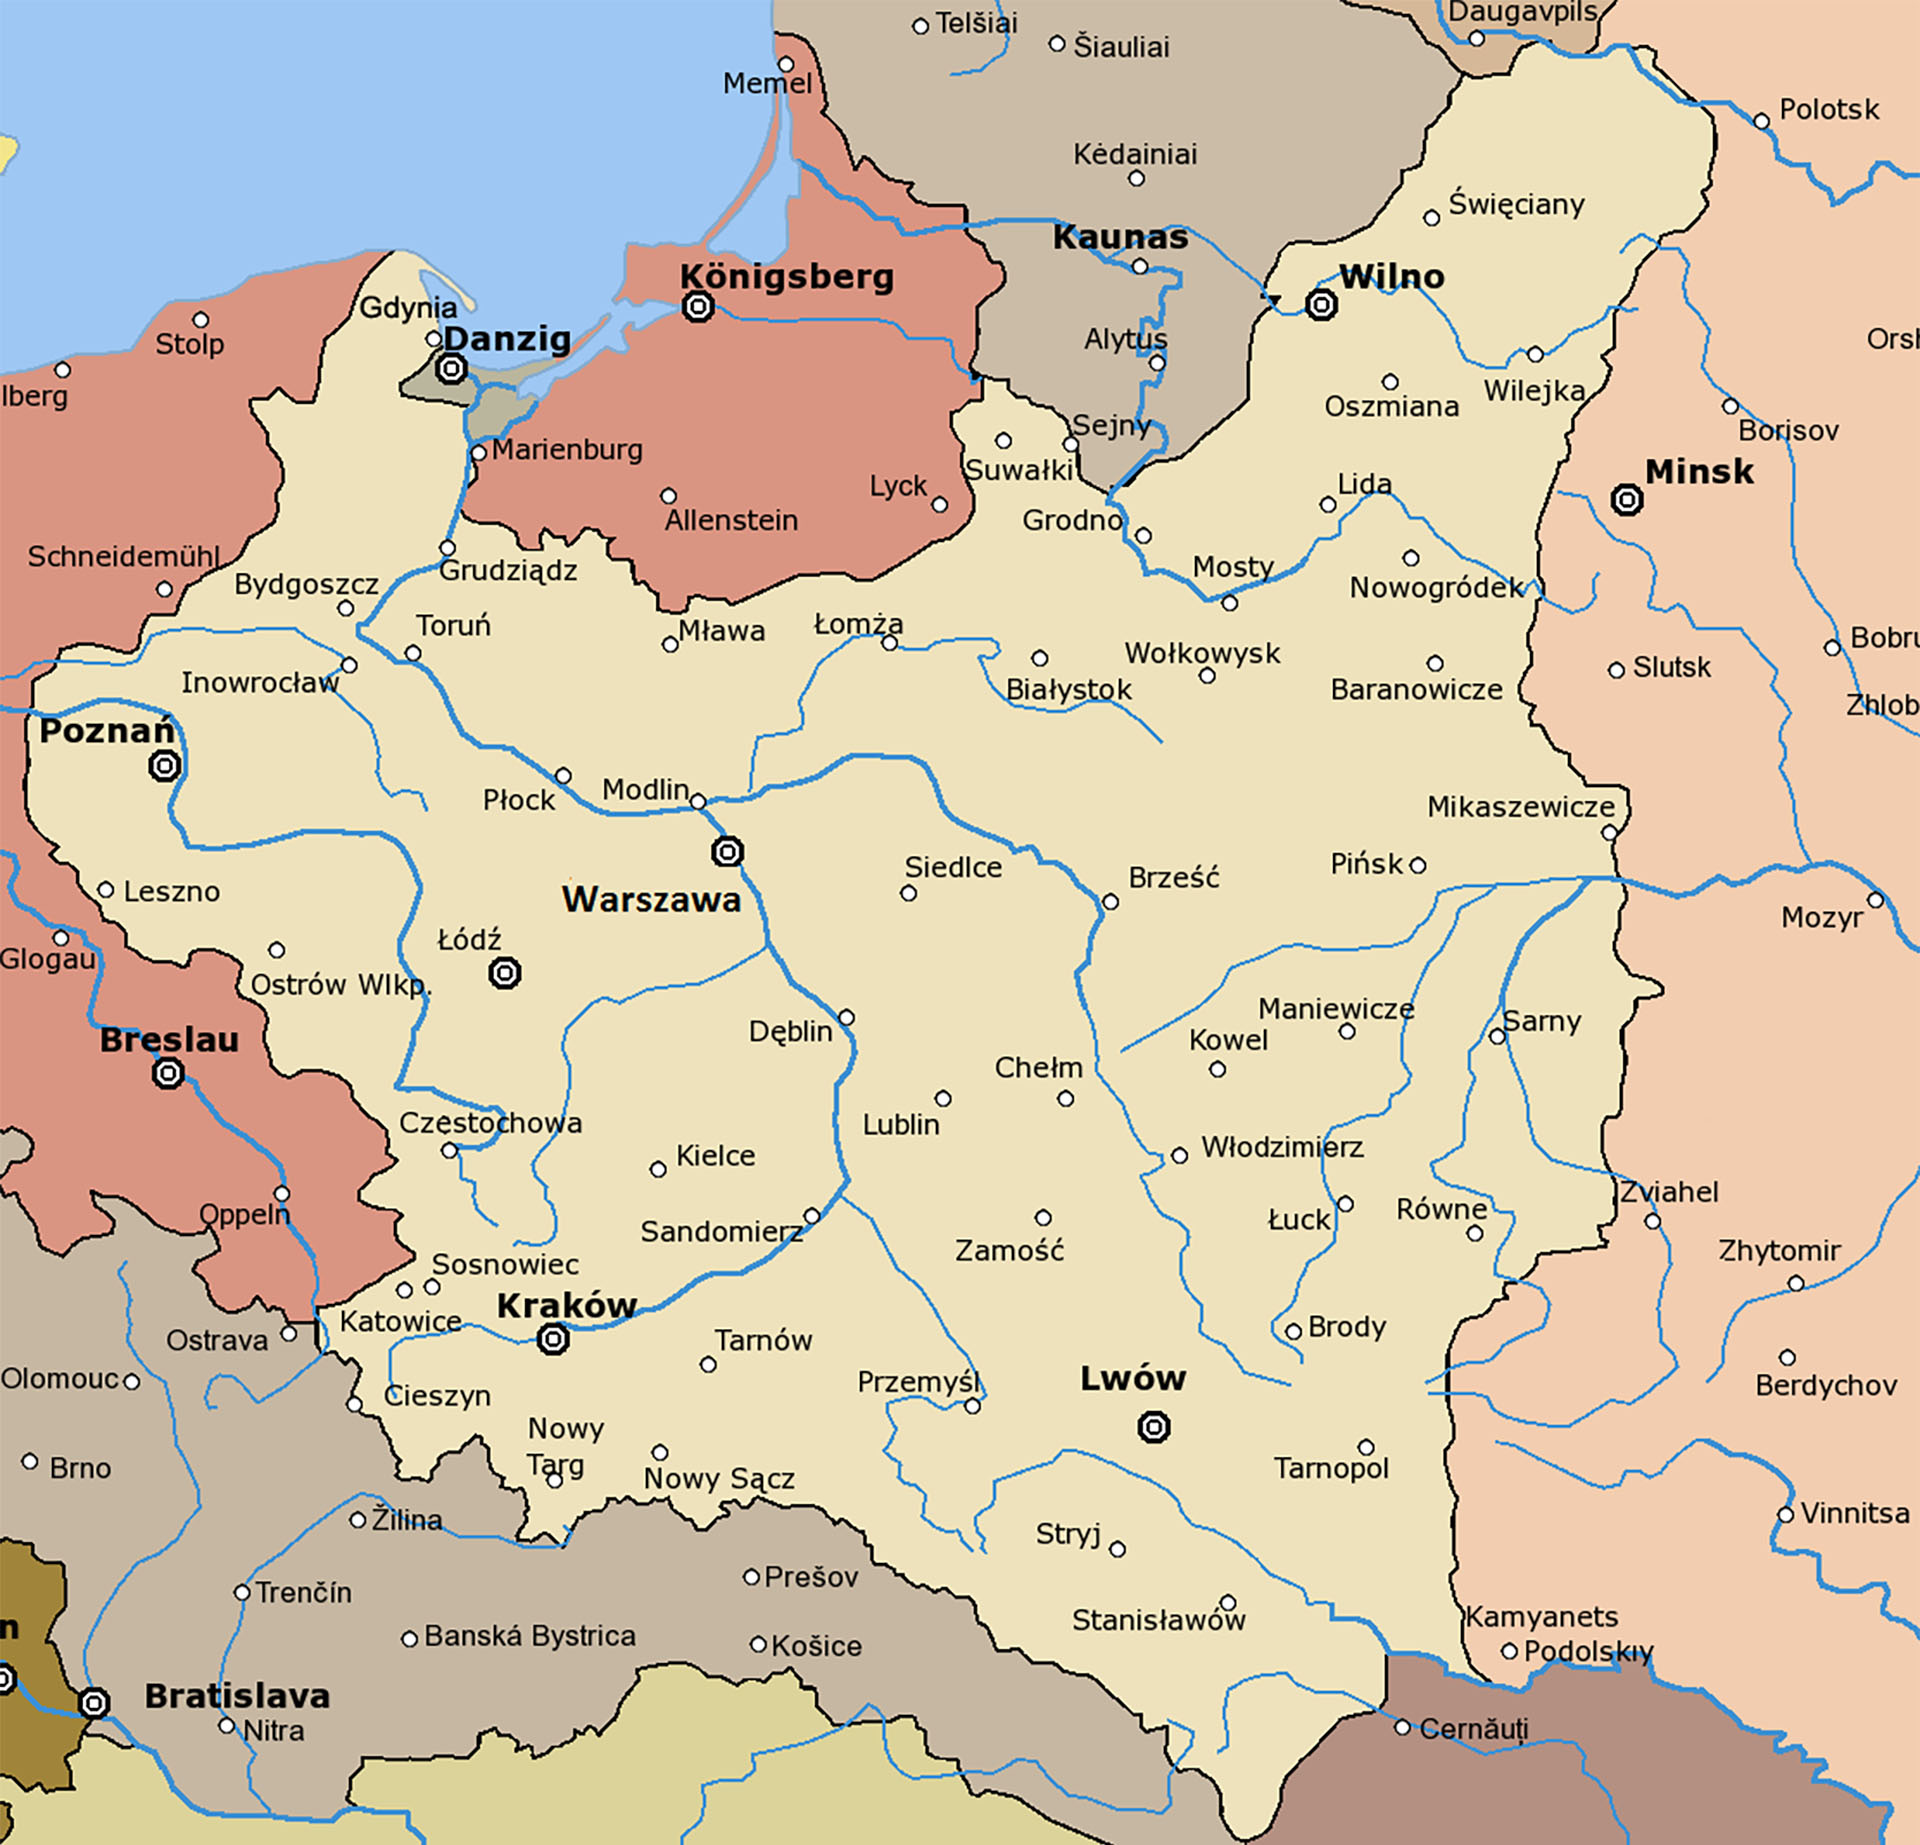 Telšiai
Šiauliai
Daugavpils
Memel
Polotsk
Kėdainiai
Święciany
Kaunas
Königsberg
Wilno
Gdynia
Danzig
Stolp
Alytus
Orsh
lberg
Wilejka
Oszmiana
Sejny
Borisov
Marienburg
Suwałki
Minsk
Lyck
Lida
Allenstein
Grodno
Schneidemühl
Grudziądz
Bydgoszcz
Mosty
Nowogródek
Toruń
Mława
Łomża
Bobru
Wołkowysk
Slutsk
Inowrocław
Białystok
Baranowicze
Zhlob
Poznań
Płock
Modlin
Mikaszewicze
Siedlce
Pińsk
Brześć
Leszno
Warszawa
Mozyr
Łódź
Glogau
Ostrów Wlkp.
Maniewicze
Sarny
Dęblin
Breslau
Kowel
Chełm
Częstochowa
Lublin
Włodzimierz
Kielce
Zviahel
Oppeln
Łuck
Równe
Sandomierz
Zamość
Zhytomir
Sosnowiec
Kraków
Katowice
Brody
Ostrava
Tarnów
Olomouc
Przemyśl
Lwów
Berdychov
Cieszyn
Nowy
Targ
Brno
Nowy Sącz
Tarnopol
Žilina
Vinnitsa
Stryj
Prešov
Trenčín
Stanisławów
Kamyanets
Podolskiy
n
Banská Bystrica
Košice
Bratislava
Nitra
Cernăuți